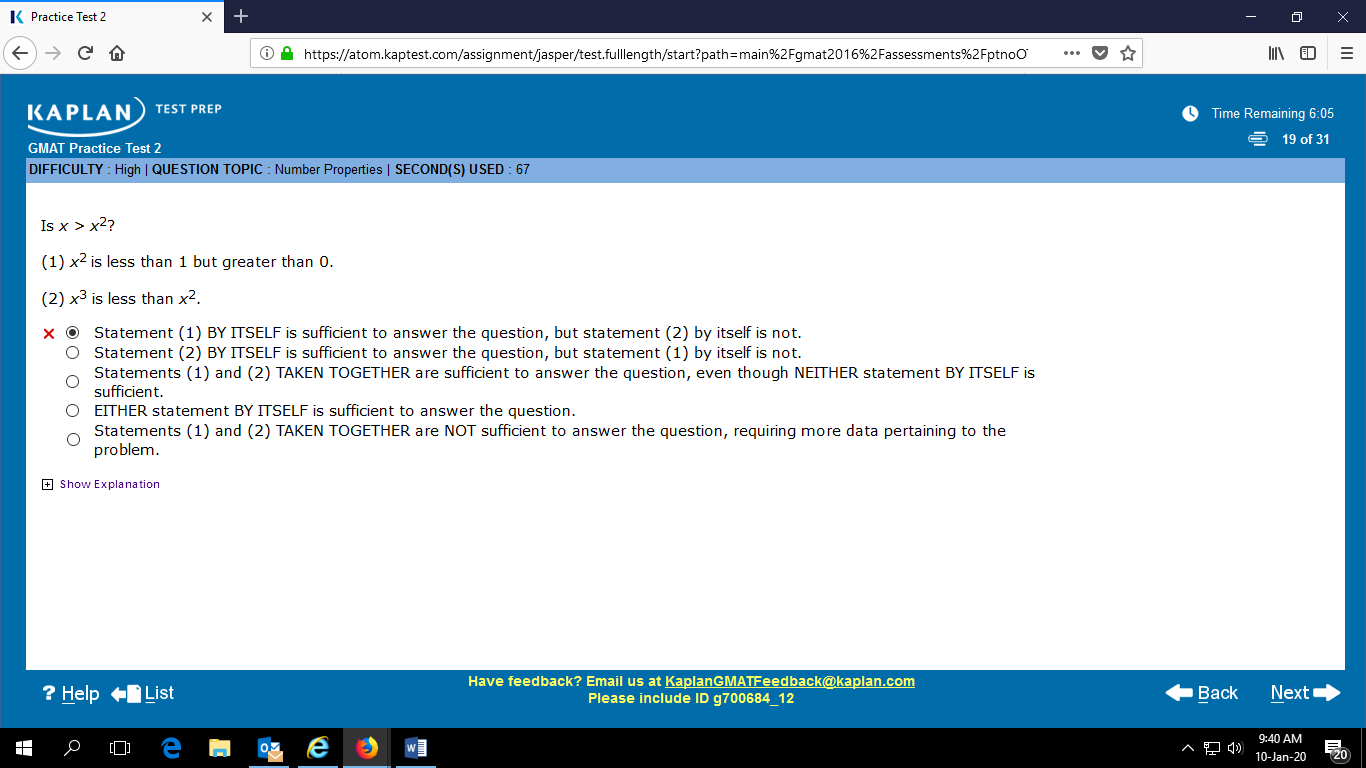 Practice Test 2
https://atom.kaptest.com/assignment/jasper/test.fulllength/start?path=main%2Fgmat2016%2Fassessments%2FptnoO
KAPLAN TEST PREP
Time Remaining 6:05
GMAT Practice Test 2
19 of 31
DIFFICULTY : High | QUESTION TOPIC : Number Properties | SECOND(S) USED : 67
Is x > x²?
(1) x² is less than 1 but greater than 0.
(2) x³ is less than x².
Statement (1) BY ITSELF is sufficient to answer the question, but statement (2) by itself is not.
Statement (2) BY ITSELF is sufficient to answer the question, but statement (1) by itself is not.
Statements (1) and (2) TAKEN TOGETHER are sufficient to answer the question, even though NEITHER statement BY ITSELF is
sufficient.
EITHER statement BY ITSELF is sufficient to answer the question.
Statements (1) and (2) TAKEN TOGETHER are NOT sufficient to answer the question, requiring more data pertaining to the
problem.
Show Explanation
? Help List
Have feedback? Email us at KaplanGMATFeedback@kaplan.com
Please include ID g700684_12
Back Next
9:40 AM
10-Jan-20
20